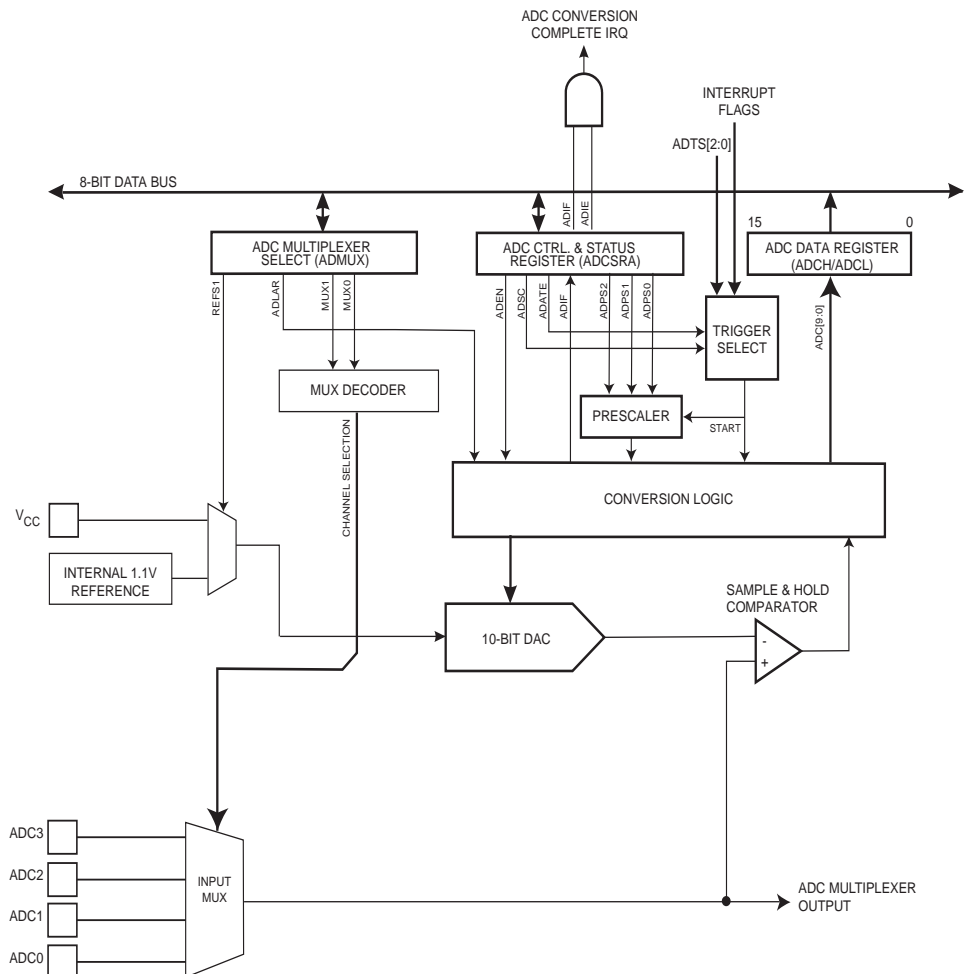 ADC CONVERSION
COMPLETE IRQ
INTERRUPT
FLAGS
ADTS[2:0]
8-BIT DATA BUS
ADIF
ADIE
15
0
ADC MULTIPLEXER
SELECT (ADMUX)
ADC CTRL. & STATUS
REGISTER (ADCSRA)
ADC DATA REGISTER
(ADCH/ADCL)
REFS1
ADLAR
MUX1
MUX0
ADEN
ADSC
ADATE
ADIF
ADPS2
ADPS1
ADPS0
ADC[9:0]
TRIGGER
SELECT
MUX DECODER
PRESCALER
START
CHANNEL SELECTION
CONVERSION LOGIC
VCC
INTERNAL 1.1V
REFERENCE
SAMPLE & HOLD
COMPARATOR
10-BIT DAC
-
+
ADC3
ADC2
ADC1
ADC0
INPUT
MUX
ADC MULTIPLEXER
OUTPUT